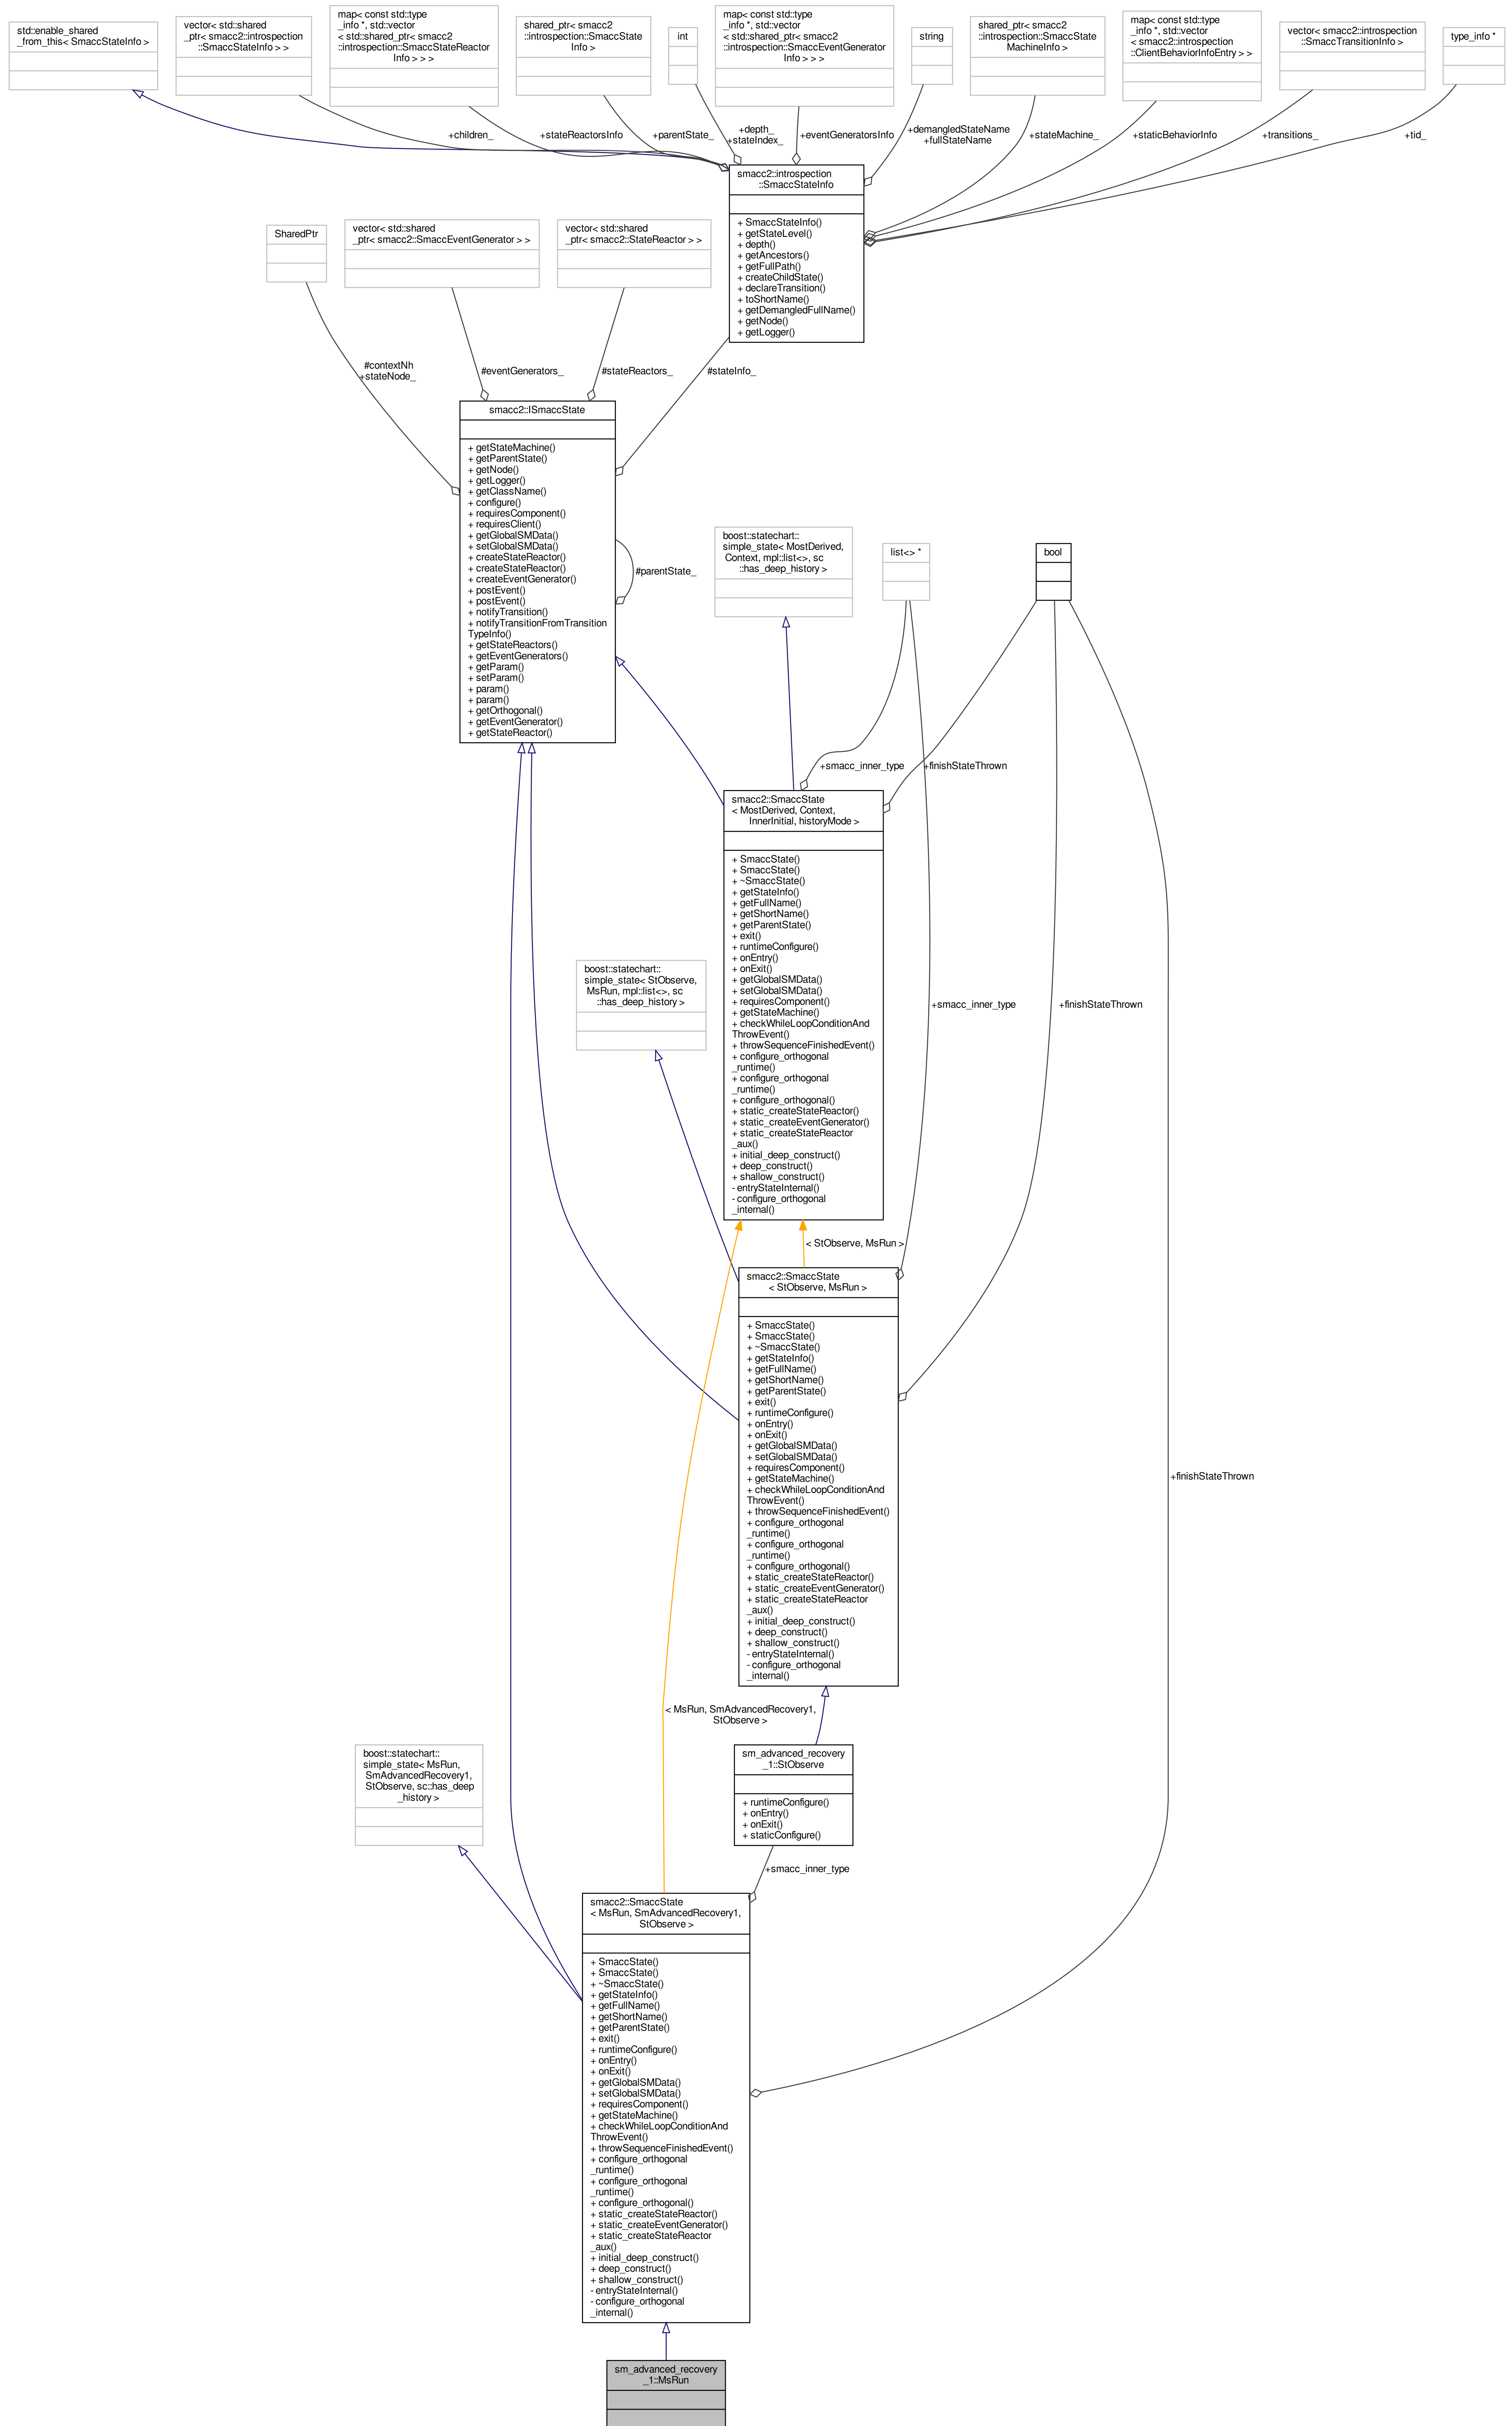 std::enable_shared
_from_this< SmaccStateInfo >
vector< std::shared
_ptr< smacc2::introspection
::SmaccStateInfo > >
map< const std::type
_info *, std::vector
< std::shared_ptr< smacc2
::introspection::SmaccStateReactor
Info > > >
shared_ptr< smacc2
::introspection::SmaccState
Info >
int
map< const std::type
_info *, std::vector
< std::shared_ptr< smacc2
::introspection::SmaccEventGenerator
Info > > >
string
shared_ptr< smacc2
::introspection::SmaccState
MachineInfo >
map< const std::type
_info *, std::vector
< smacc2::introspection
::ClientBehaviorInfoEntry > >
vector< smacc2::introspection
::SmaccTransitionInfo >
type_info *
+children_
+stateReactorsInfo
+parentState_
+depth_
+stateIndex_
+eventGeneratorsInfo
+demangledStateName
+fullStateName
+stateMachine_
+staticBehaviorInfo
+transitions_
+tid_
smacc2::introspection
::SmaccStateInfo
+ SmaccStateInfo()
+ getStateLevel()
+ depth()
+ getAncestors()
+ getFullPath()
+ createChildState()
+ declareTransition()
+ toShortName()
+ getDemangledFullName()
+ getNode()
+ getLogger()
SharedPtr
vector< std::shared
_ptr< smacc2::SmaccEventGenerator > >
vector< std::shared
_ptr< smacc2::StateReactor > >
#contextNh
+stateNode_
#eventGenerators_
#stateReactors_
#stateInfo_
smacc2::ISmaccState
+ getStateMachine()
+ getParentState()
+ getNode()
+ getLogger()
+ getClassName()
+ configure()
+ requiresComponent()
+ requiresClient()
+ getGlobalSMData()
+ setGlobalSMData()
+ createStateReactor()
+ createStateReactor()
+ createEventGenerator()
+ postEvent()
+ postEvent()
+ notifyTransition()
+ notifyTransitionFromTransition
TypeInfo()
+ getStateReactors()
+ getEventGenerators()
+ getParam()
+ setParam()
+ param()
+ param()
+ getOrthogonal()
+ getEventGenerator()
+ getStateReactor()
#parentState_
boost::statechart::
simple_state< MostDerived,
Context, mpl::list<>, sc
::has_deep_history >
list<> *
bool
+smacc_inner_type
+finishStateThrown
smacc2::SmaccState
< MostDerived, Context,
InnerInitial, historyMode >
+ SmaccState()
+ SmaccState()
+ ~SmaccState()
+ getStateInfo()
+ getFullName()
+ getShortName()
+ getParentState()
+ exit()
+ runtimeConfigure()
+ onEntry()
+ onExit()
+ getGlobalSMData()
+ setGlobalSMData()
+ requiresComponent()
+ getStateMachine()
+ checkWhileLoopConditionAnd
ThrowEvent()
+ throwSequenceFinishedEvent()
+ configure_orthogonal
_runtime()
+ configure_orthogonal
_runtime()
+ configure_orthogonal()
+ static_createStateReactor()
+ static_createEventGenerator()
+ static_createStateReactor
_aux()
+ initial_deep_construct()
+ deep_construct()
+ shallow_construct()
- entryStateInternal()
- configure_orthogonal
_internal()
boost::statechart::
simple_state< StObserve,
MsRun, mpl::list<>, sc
::has_deep_history >
+smacc_inner_type
+finishStateThrown
< StObserve, MsRun >
smacc2::SmaccState
< StObserve, MsRun >
+ SmaccState()
+ SmaccState()
+ ~SmaccState()
+ getStateInfo()
+ getFullName()
+ getShortName()
+ getParentState()
+ exit()
+ runtimeConfigure()
+ onEntry()
+ onExit()
+ getGlobalSMData()
+ setGlobalSMData()
+ requiresComponent()
+ getStateMachine()
+ checkWhileLoopConditionAnd
ThrowEvent()
+ throwSequenceFinishedEvent()
+ configure_orthogonal
_runtime()
+ configure_orthogonal
_runtime()
+ configure_orthogonal()
+ static_createStateReactor()
+ static_createEventGenerator()
+ static_createStateReactor
_aux()
+ initial_deep_construct()
+ deep_construct()
+ shallow_construct()
- entryStateInternal()
- configure_orthogonal
_internal()
+finishStateThrown
< MsRun, SmAdvancedRecovery1,
StObserve >
boost::statechart::
simple_state< MsRun,
SmAdvancedRecovery1,
StObserve, sc::has_deep
_history >
sm_advanced_recovery
_1::StObserve
+ runtimeConfigure()
+ onEntry()
+ onExit()
+ staticConfigure()
+smacc_inner_type
smacc2::SmaccState
< MsRun, SmAdvancedRecovery1,
StObserve >
+ SmaccState()
+ SmaccState()
+ ~SmaccState()
+ getStateInfo()
+ getFullName()
+ getShortName()
+ getParentState()
+ exit()
+ runtimeConfigure()
+ onEntry()
+ onExit()
+ getGlobalSMData()
+ setGlobalSMData()
+ requiresComponent()
+ getStateMachine()
+ checkWhileLoopConditionAnd
ThrowEvent()
+ throwSequenceFinishedEvent()
+ configure_orthogonal
_runtime()
+ configure_orthogonal
_runtime()
+ configure_orthogonal()
+ static_createStateReactor()
+ static_createEventGenerator()
+ static_createStateReactor
_aux()
+ initial_deep_construct()
+ deep_construct()
+ shallow_construct()
- entryStateInternal()
- configure_orthogonal
_internal()
sm_advanced_recovery
_1::MsRun